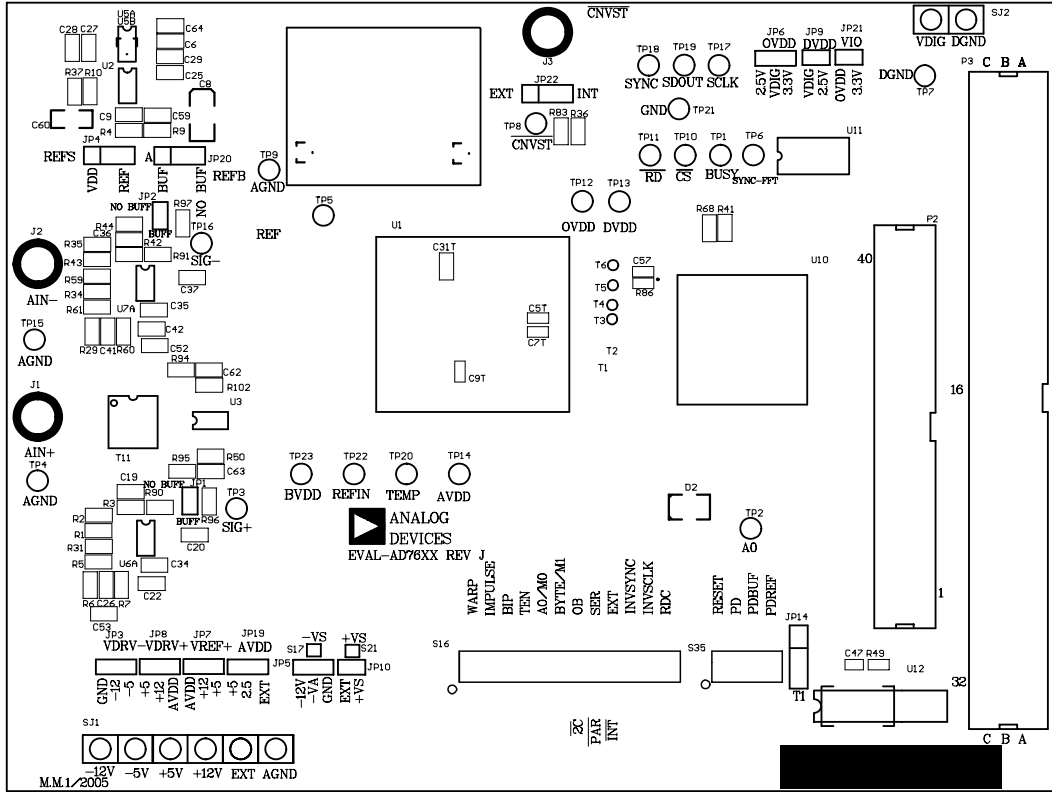 U5A
U5B
C28 C27
C64
C6
C29
C25
U2
R37 R10
C8
C60
C9
C59
R4
R9
JP4
REFS
VDD
REF
A
JP20
BUF
NO BUF
REFB
TP9
AGND
TP5
REF
CNVST
J3
JP22
EXT
INT
TP8
CNVST
R83 R36
TP18 TP19 TP17
SYNC SDOUT SCLK
GND
TP21
JP6 JP9 JP21
OVDD DVDD VIO
2.5V
VDIG
3.3V
VDIG
2.5V
OVDD
3.3V
SJ2
VDIG DGND
DGND
TP7
P3
C B A
TP11 TP10 TP1 TP6
RD CS BUSY SYNC-FFT
U11
TP12 TP13
OVDD DVDD
R68 R41
P2
40
JP2
NO BUFF
BUFF
R97
TP16
SIG-
R44
C36
R42
R91
C37
J2
AIN-
R35
R43
R59
R34
R61
U7A
C35
C42
C52
R29 C41 R60
TP15
AGND
R94
C62
R102
U1
C31T
C5T
C7T
C9T
T6
T5
T4
T3
T2
T1
C57
R86
U10
J1
AIN+
TP4
AGND
T11
U3
R50
C63
R95
16
C19
NO BUFF
JP1
BUFF
R90
R96
TP3
SIG+
R3
R2
R1
R31
R5
U6A
C20
C34
C22
R6 C26 R7
C53
TP23 TP22 TP20 TP14
BVDD REFIN TEMP AVDD
ANALOG
DEVICES
EVAL-AD76XX REV J
D2
TP2
A0
1
WARP
IMPULSE
BIP
TEN
A0/M0
BYTE/M1
OB
SER
EXT
INVSYNC
INVSCLK
RDC
RESET
PD
PDBUF
PDREF
S16
S35
JP14
T1
C47 R49
U12
32
JP3 JP8 JP7 JP19
VDRV- VDRV+ VREF+ AVDD
GND
-12
-5
+5
+12
AVDD
AVDD
+12
+5
+5
2.5
EXT
-VS
S17
JP5
-12V
-VA
GND
+VS
S21
JP10
EXT
+VS
2C
PAR
INT
SJ1
-12V -5V +5V +12V EXT AGND
M.M.1/2005
C B A